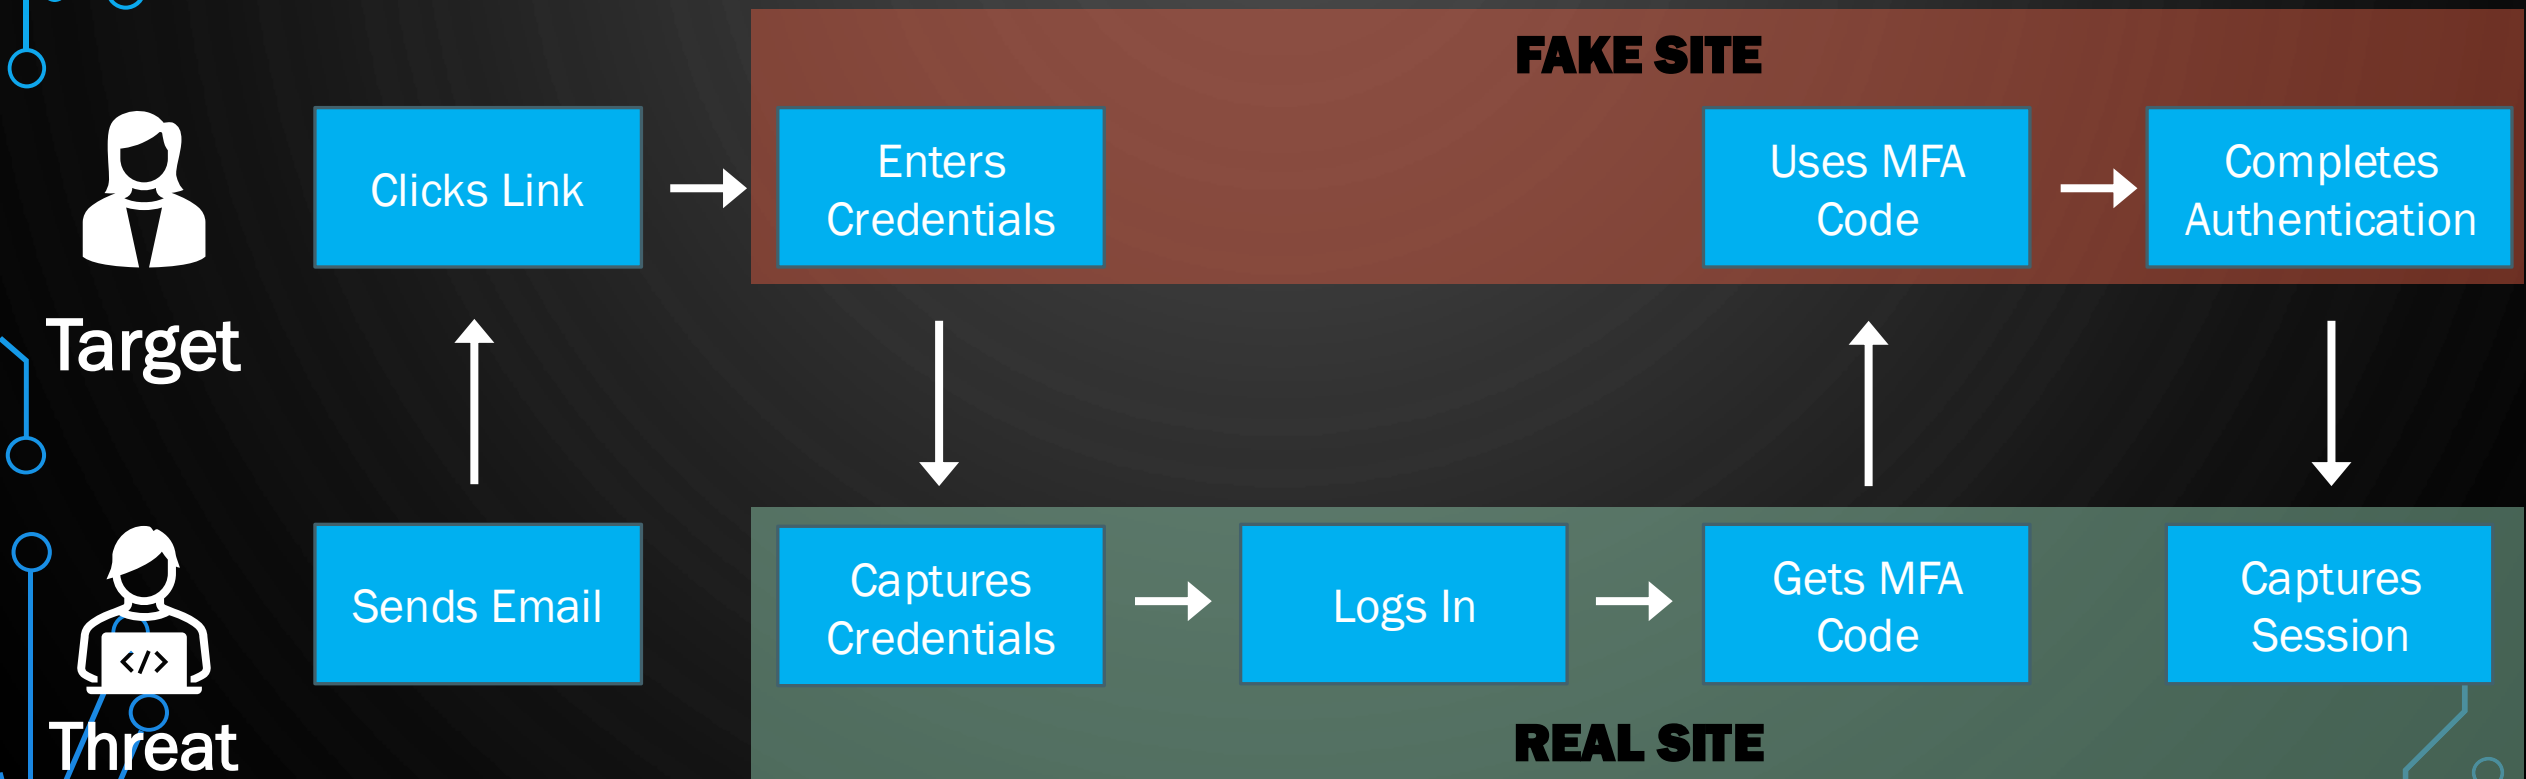 FAKE SITE
Clicks Link
Enters
Credentials
Uses MFA
Code
Completes
Authentication
Target
Sends Email
Captures
Credentials
Logs In
Gets MFA
Code
Captures
Session
</>
Threat
REAL SITE